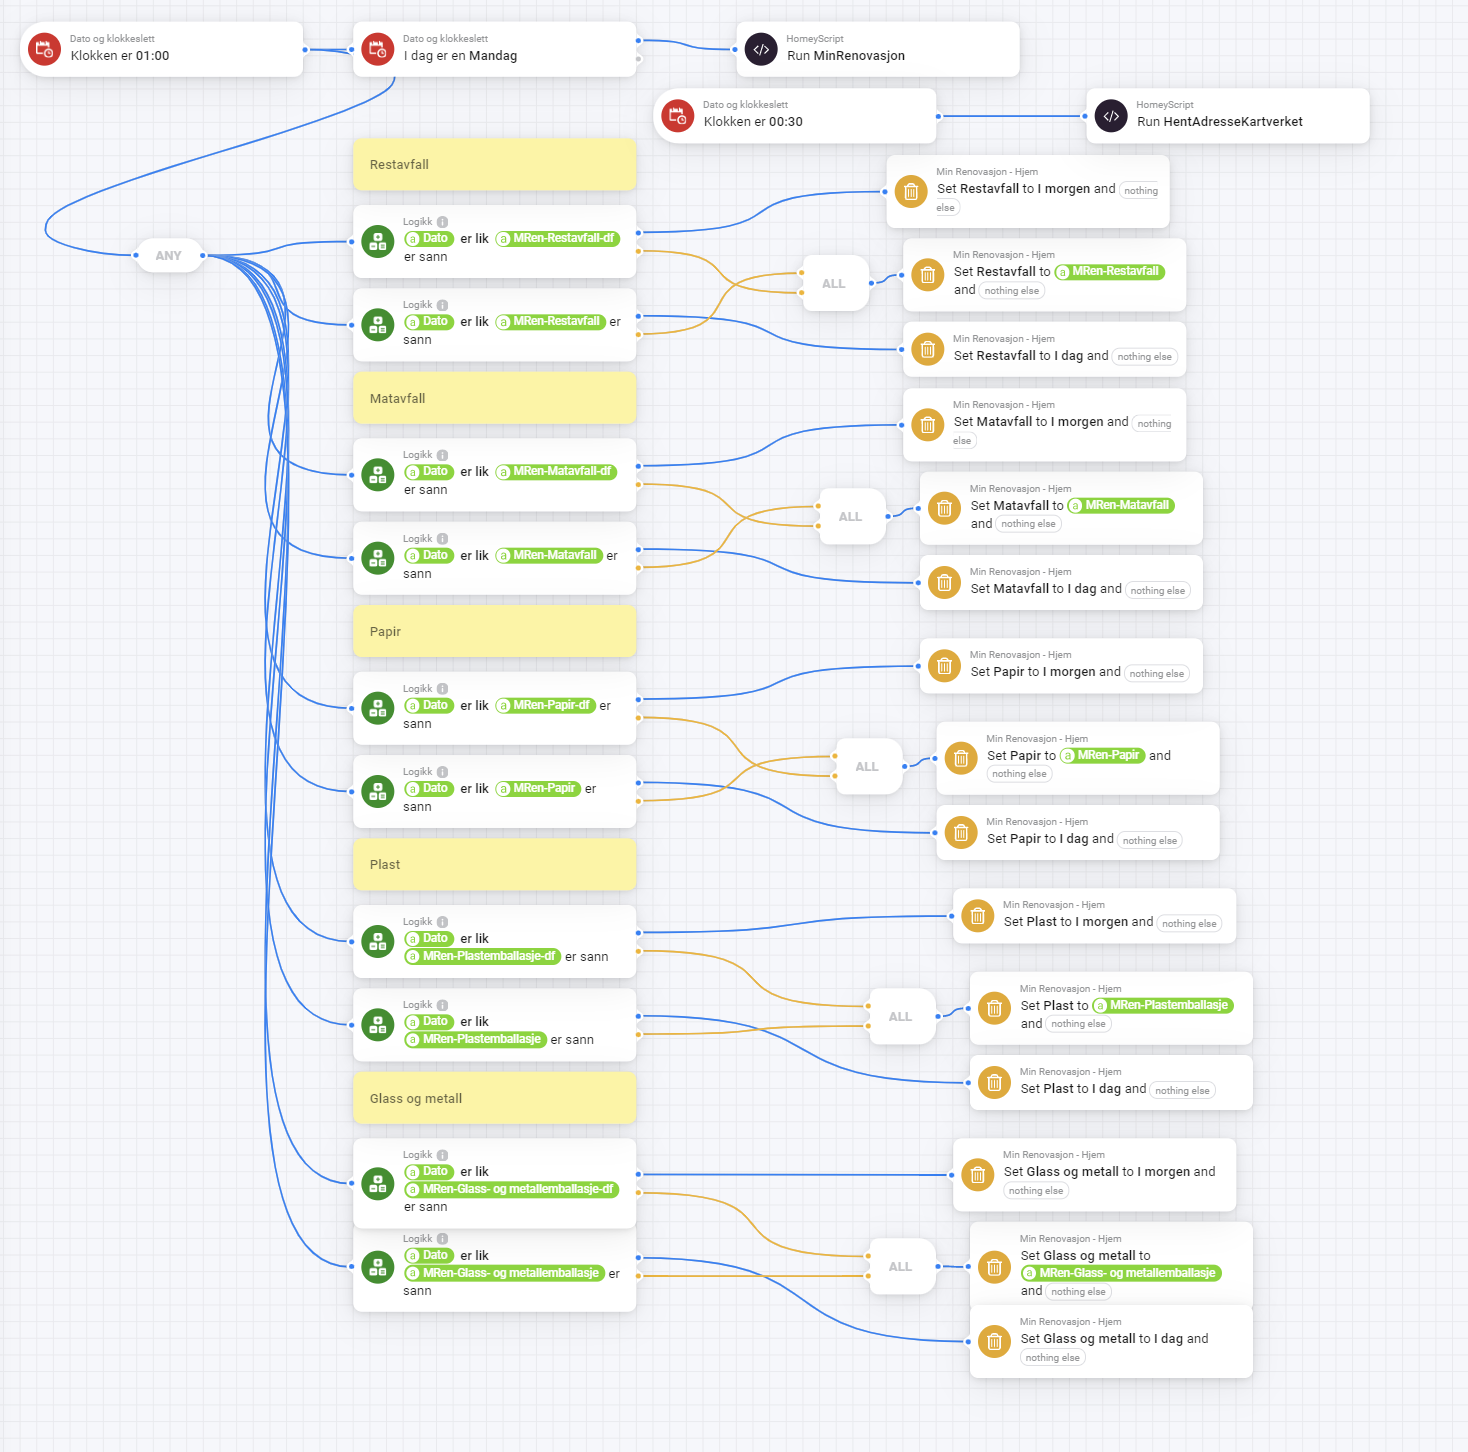 Dato og klokkeslett
Klokken er 01:00
Dato og klokkeslett
I dag er en Mandag
HomeyScript
Run MinRenovasjon
Dato og klokkeslett
Klokken er 00:30
HomeyScript
Run HentAdresseKartverket
Restavfall
Min Renovasjon - Hjem
Set Restavfall to I morgen and nothing
else
ANY
Logikk i
a Dato er lik a MRen-Restavfall-df
er sann
ALL
Min Renovasjon - Hjem
Set Restavfall to a MRen-Restavfall
and nothing else
Logikk i
a Dato er lik a MRen-Restavfall er
sann
Min Renovasjon - Hjem
Set Restavfall to I dag and nothing else
Matavfall
Min Renovasjon - Hjem
Set Matavfall to I morgen and nothing
else
Logikk i
a Dato er lik a MRen-Matavfall-df
er sann
ALL
Min Renovasjon - Hjem
Set Matavfall to a MRen-Matavfall
and nothing else
Logikk i
a Dato er lik a MRen-Matavfall er
sann
Min Renovasjon - Hjem
Set Matavfall to I dag and nothing else
Papir
Min Renovasjon - Hjem
Set Papir to I morgen and nothing else
Logikk i
a Dato er lik a MRen-Papir-df er
sann
ALL
Min Renovasjon - Hjem
Set Papir to a MRen-Papir and
nothing else
Logikk i
a Dato er lik a MRen-Papir er
sann
Min Renovasjon - Hjem
Set Papir to I dag and nothing else
Plast
Min Renovasjon - Hjem
Set Plast to I morgen and nothing else
Logikk i
a Dato er lik
a MRen-Plastemballasje-df er sann
ALL
Min Renovasjon - Hjem
Set Plast to a MRen-Plastemballasje
and nothing else
Logikk i
a Dato er lik
a MRen-Plastemballasje er sann
Min Renovasjon - Hjem
Set Plast to I dag and nothing else
Glass og metall
Min Renovasjon - Hjem
Set Glass og metall to I morgen and
nothing else
Logikk i
a Dato er lik
a MRen-Glass- og metallemballasje-df
er sann
ALL
Min Renovasjon - Hjem
Set Glass og metall to
a MRen-Glass- og metallemballasje
and nothing else
Logikk i
a Dato er lik
a MRen-Glass- og metallemballasje er
sann
Min Renovasjon - Hjem
Set Glass og metall to I dag and
nothing else